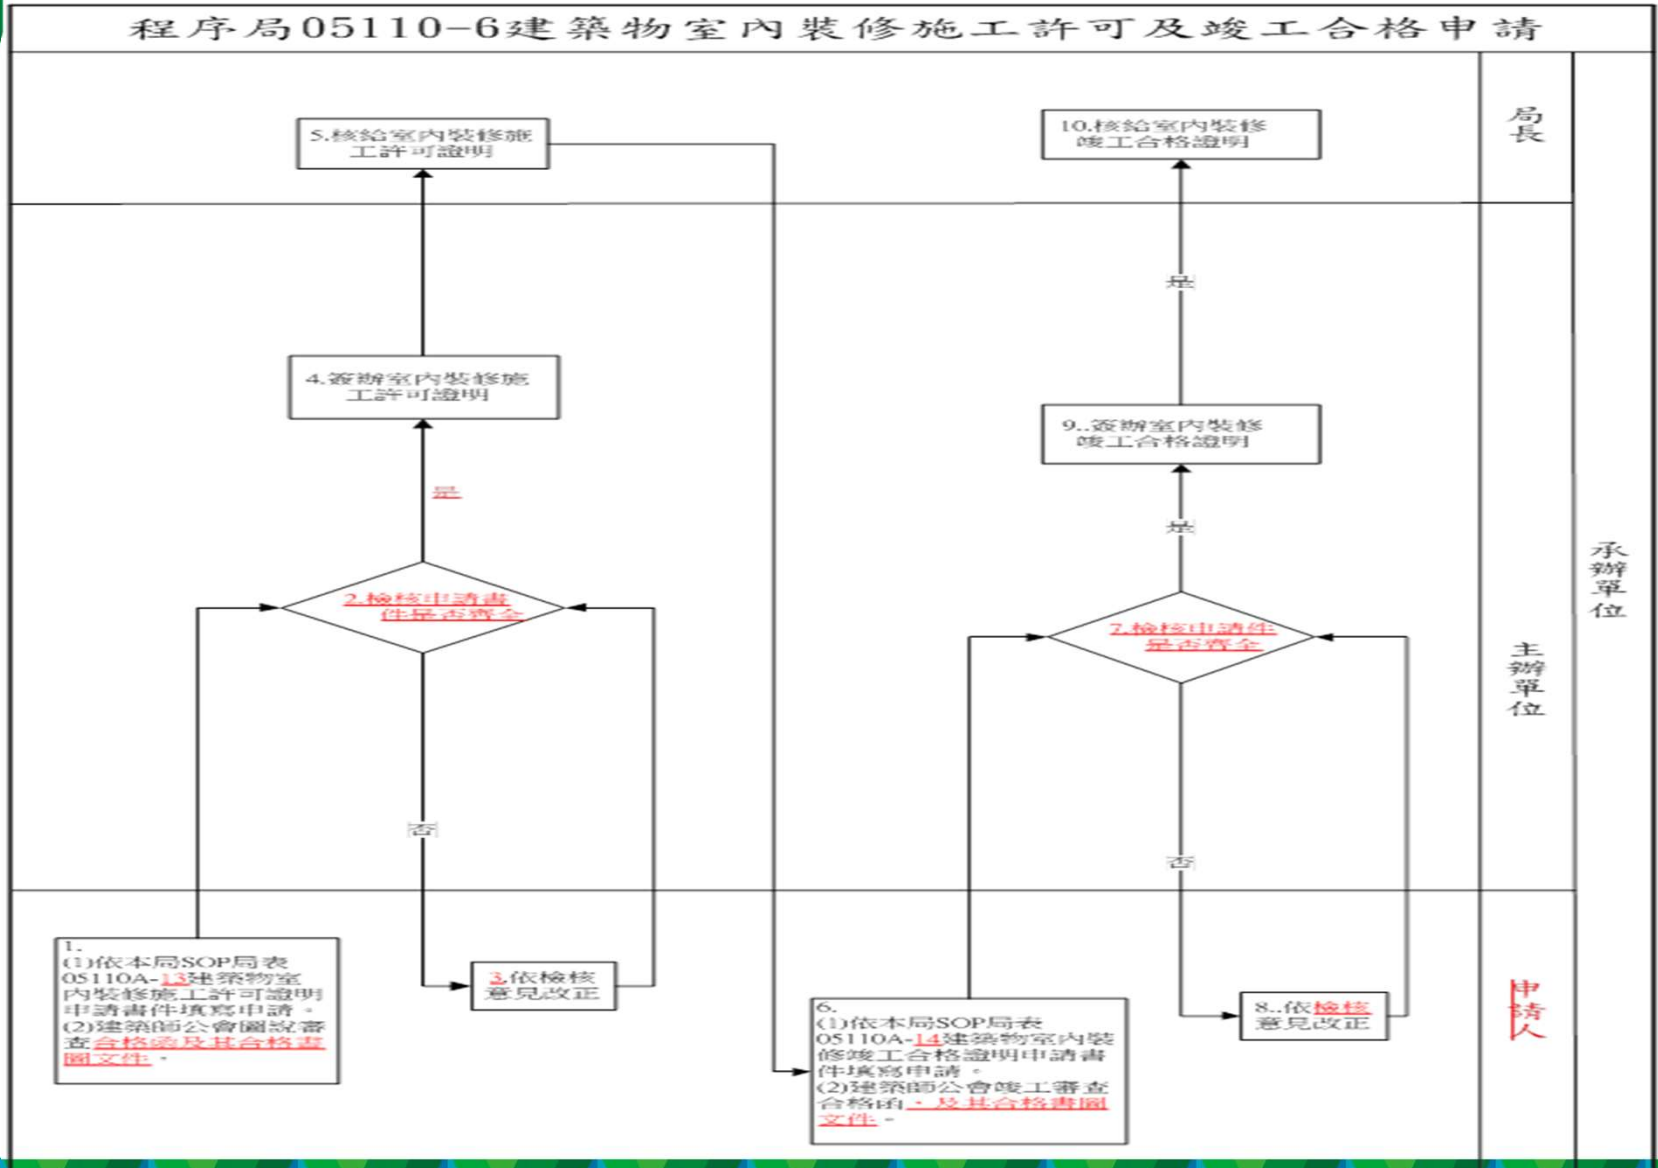 程序局05110-6建築物室內裝修施工許可及竣工合格申請
局長
5.核給室內裝修施
工許可證明
10.核給室內裝修
竣工合格證明
是
4.簽辦室內裝修施
工許可證明
9..簽辦室內裝修
竣工合格證明
是
是
承辦單位
主辦單位
2.檢核申請書
件是否齊全
7.檢核申請件
是否齊全
否
否
1.
(1)依本局SOP局表
05110A-13建築物室
內裝修施工許可證明
申請書件填寫申請。
(2)建築師公會圖說審
查合格函及其合格書
圖文件。
3.依檢核
意見改正
6.
(1)依本局SOP局表
05110A-14建築物室內裝
修竣工合格證明申請書
件填寫申請。
(2)建築師公會竣工審查
合格函、及其合格書圖
文件。
8..依檢核
意見改正
申請人